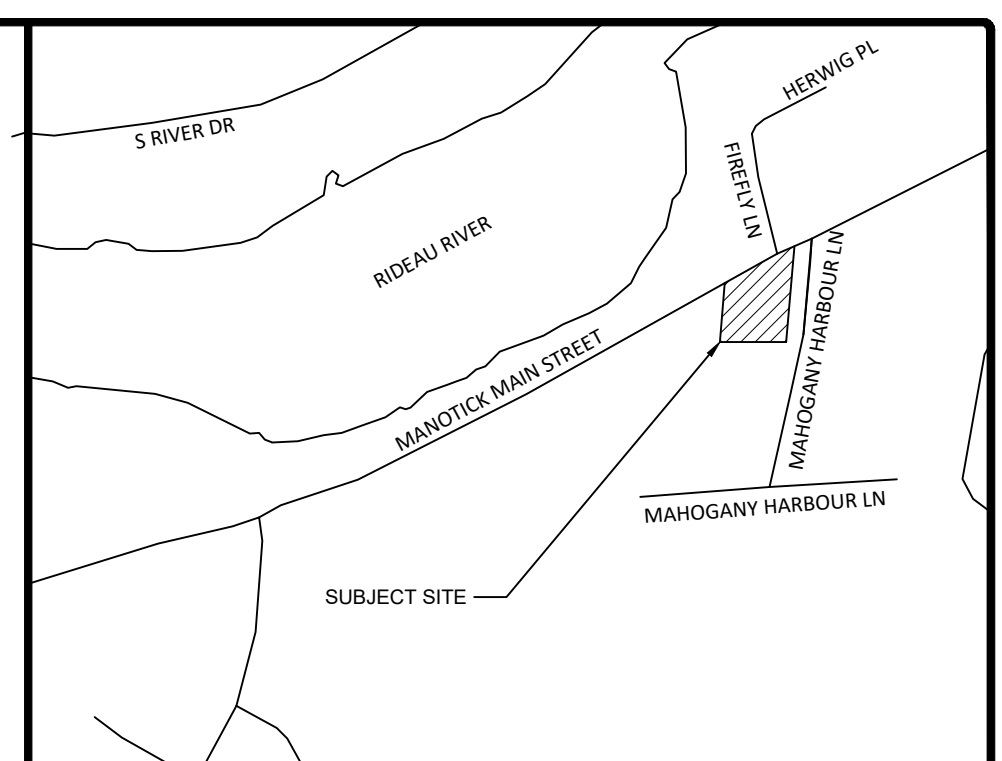 HERWIG PL
S RIVER DR
FIREFLY LN
RIDEAU RIVER
MAHOGANY HARBOUR LN
MANOTICK MAIN STREET
MAHOGANY HARBOUR LN
SUBJECT SITE